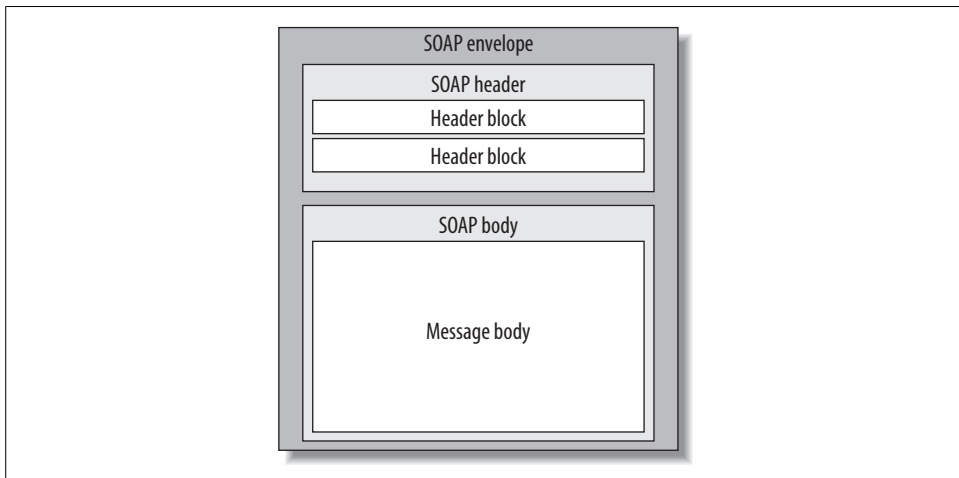 SOAP envelope
SOAP header
Header block
Header block
SOAP body
Message body